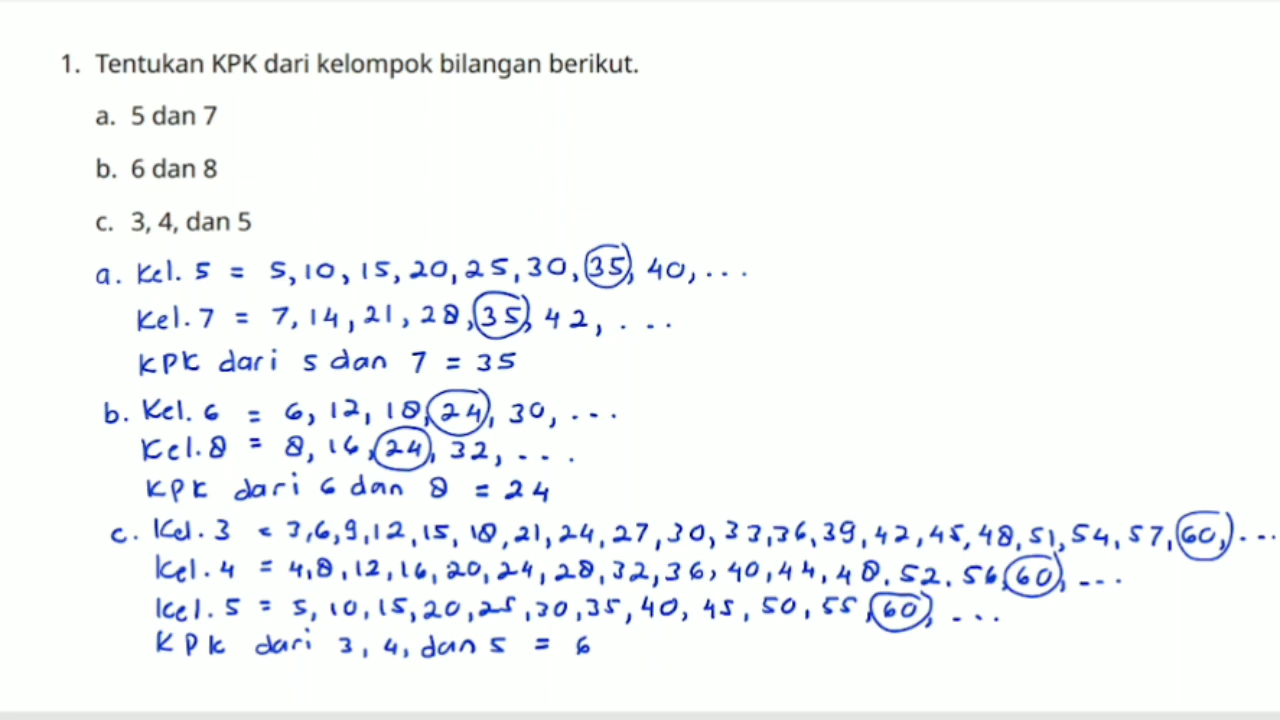 1. Tentukan KPK dari kelompok bilangan berikut.
a. 5 dan 7
b. 6 dan 8
c. 3, 4, dan 5
a. Kel. 5 = 5, 10, 15, 20, 25, 30, 35, 40, ...
Kel. 7 = 7, 14, 21, 28, 35, 42, ...
KPK dari 5 dan 7 = 35
b. Kel. 6 = 6, 12, 18, 24, 30, ...
Kel. 8 = 8, 16, 24, 32, ...
KPK dari 6 dan 8 = 24
c. Kel. 3 = 3, 6, 9, 12, 15, 18, 21, 24, 27, 30, 33, 36, 39, 42, 45, 48, 51, 54, 57, 60, ...
Kel. 4 = 4, 8, 12, 16, 20, 24, 28, 32, 36, 40, 44, 48, 52, 56, 60, ...
Kel. 5 = 5, 10, 15, 20, 25, 30, 35, 40, 45, 50, 55, 60, ...
KPK dari 3, 4, dan 5 = 6